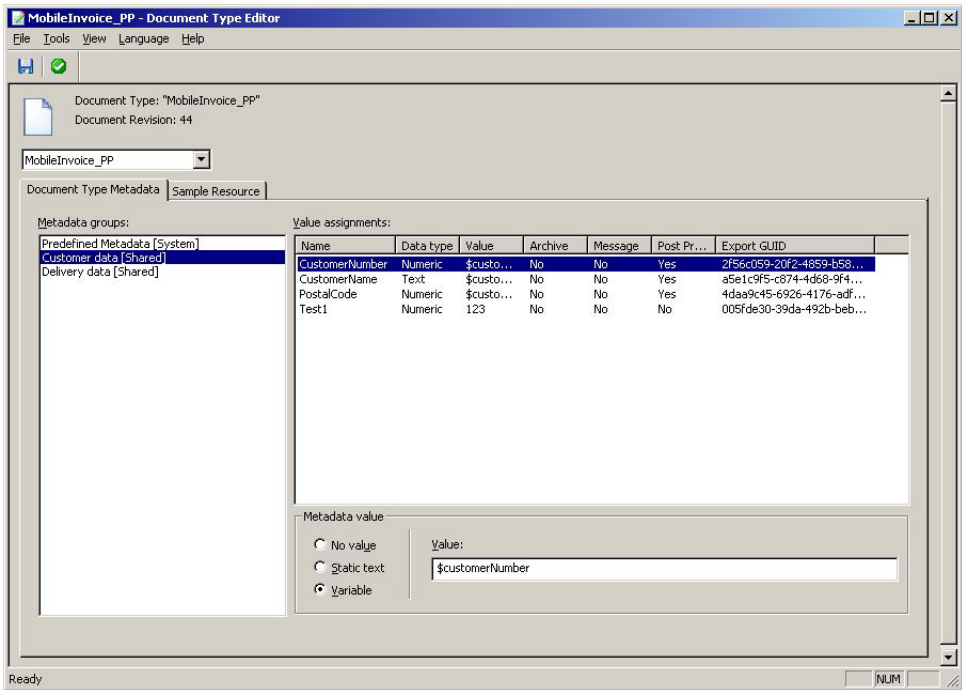 MobileInvoice_PP - Document Type Editor
File Tools View Language Help
Document Type: "MobileInvoice_PP"
Document Revision: 44
MobileInvoice_PP
Document Type Metadata Sample Resource
Metadata groups: Value assignments:
Predefined Metadata [System]
Customer data [Shared]
Delivery data [Shared]
Name Data type Value Archive Message Post Pr... Export GUID
CustomerNumber Numeric $custo... No No Yes 2f56c059-20f2-4859-b58...
CustomerName Text $custo... No No Yes a5e1c9f5-c874-4d68-9f4...
PostalCode Numeric $custo... No No Yes 4daa9c45-6926-4176-adf...
Test1 Numeric 123 No No No 005fde30-39da-492b-beb...
Metadata value
No value
Static text
Variable
Value:
$customerNumber
Ready NUM